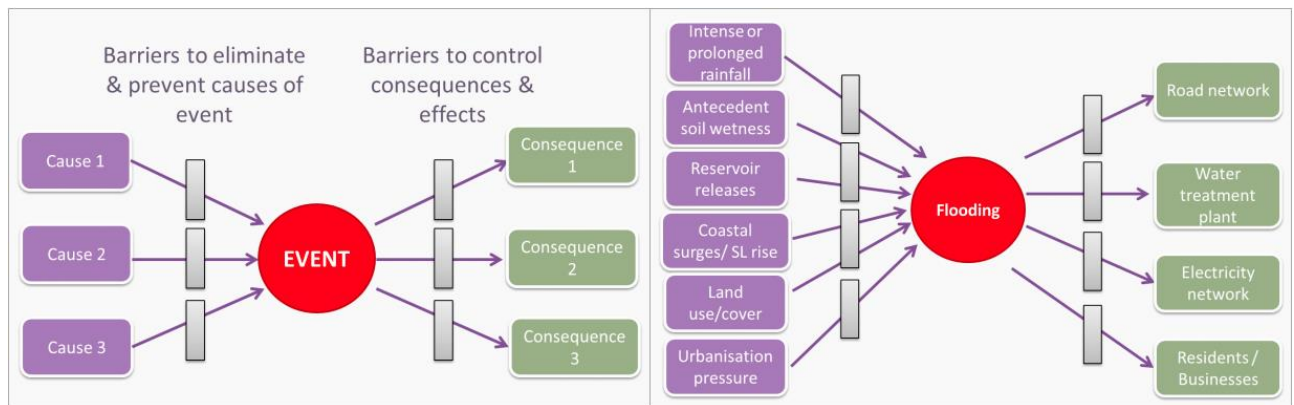 Barriers to eliminate
& prevent causes of
event
Barriers to control
consequences &
effects
Cause 1
Cause 2
Cause 3
EVENT
Consequence
1
Consequence
2
Consequence
3
Intense or
prolonged
rainfall
Antecedent
soil wetness
Reservoir
releases
Coastal
surges/ SL rise
Land
use/cover
Urbanisation
pressure
Flooding
Road network
Water
treatment
plant
Electricity
network
Residents /
Businesses